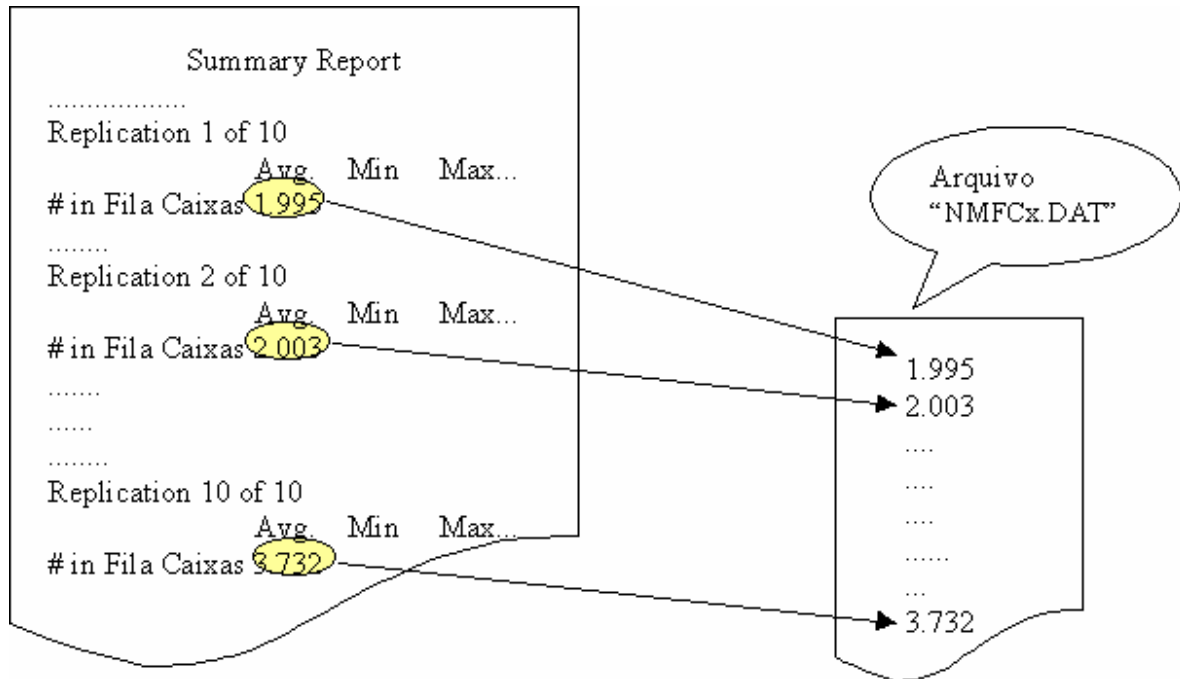 Summary Report
..................
Replication 1 of 10
Avg. Min Max...
# in Fila Caixas 1.995
........
Replication 2 of 10
Avg. Min Max...
# in Fila Caixas 2.003
.......
......
........
Replication 10 of 10
Avg. Min Max...
# in Fila Caixas 3.732
Arquivo
“NMFCx.DAT”
1.995
2.003
....
....
....
......
...
3.732